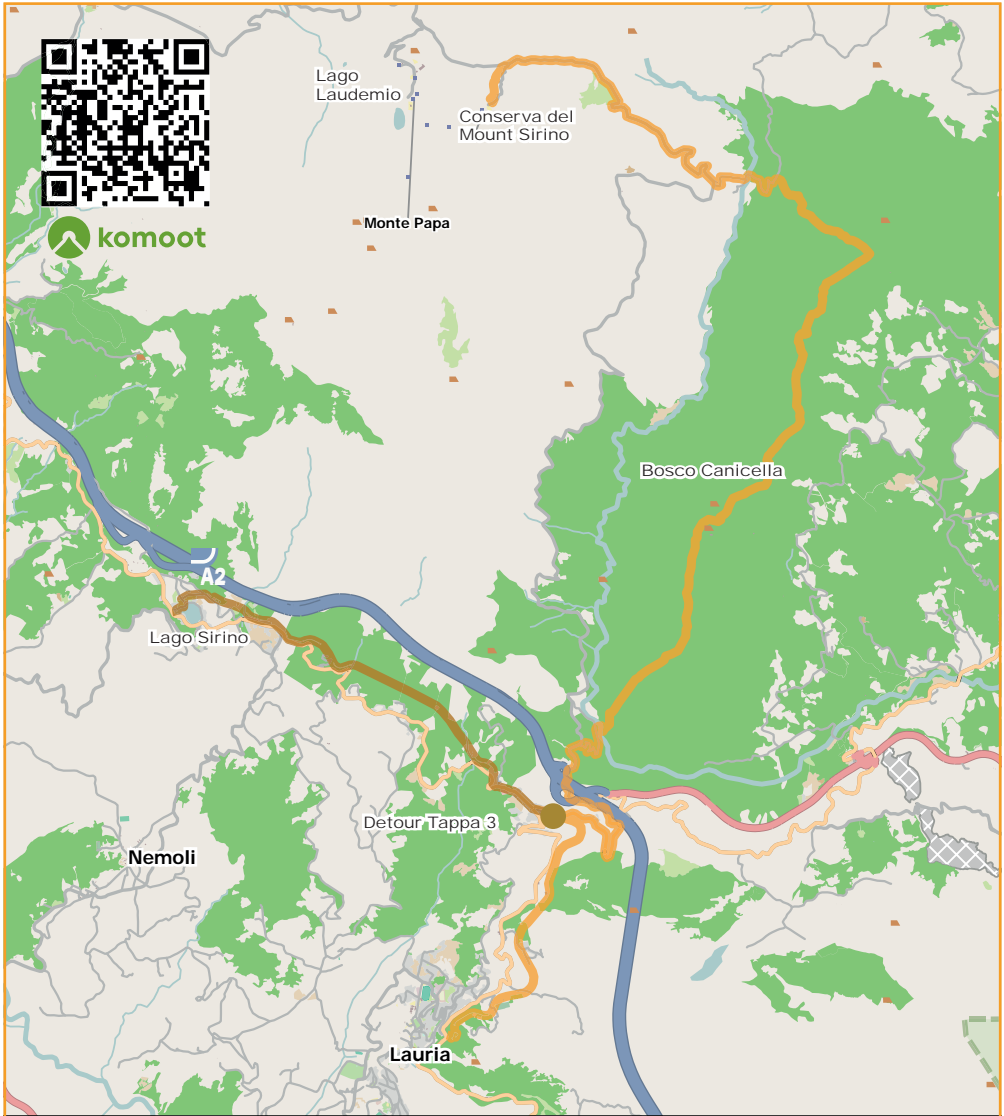 Lago
Laudemio
Conserva del
Mount Sirino
Monte Papa
komoot
Bosco Canicella
A2
Lago Sirino
Detour Tappa 3
Nemoli
Lauria